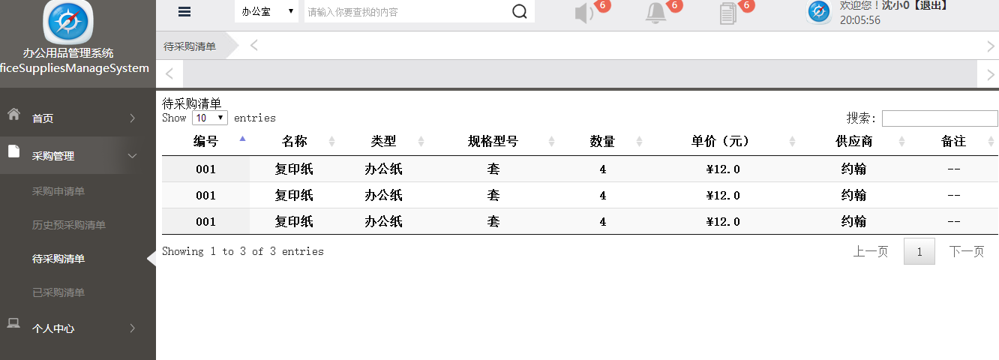 办公用品管理系统
ficeSuppliesManageSystem
首页
采购管理
采购申请单
历史预采购清单
待采购清单
已采购清单
个人中心
办公室
请输入你要查找的内容
6
6
6
欢迎您！沈小0【退出】
20:05:56
待采购清单
待采购清单
Show 10 entries
搜索:
编号 名称 类型 规格型号 数量 单价（元） 供应商 备注
001 复印纸 办公纸 套 4 ¥12.0 约翰 --
001 复印纸 办公纸 套 4 ¥12.0 约翰 --
001 复印纸 办公纸 套 4 ¥12.0 约翰 --
Showing 1 to 3 of 3 entries
上一页 1 下一页